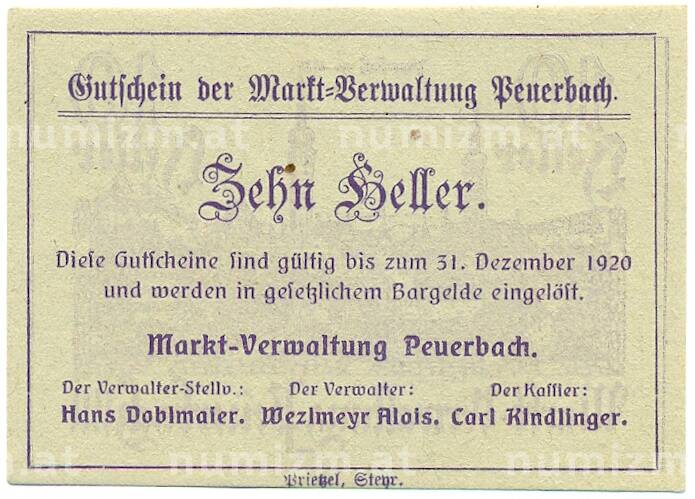 Gutschein der Markt=Verwaltung Peuerbach.
Zehn Heller.
Diese Gutscheine sind gültig bis zum 31. Dezember 1920
und werden in gesetzlichem Bargelde eingelöst.
Markt-Verwaltung Peuerbach.
Der Verwalter-Stellv.: Der Verwalter: Der Kassier:
Hans Doblmaier. Wezlmeyr Alois. Carl Kindlinger.
Prietzel, Steyr.
numizm.at numizm.at
numizm.at numizm.at